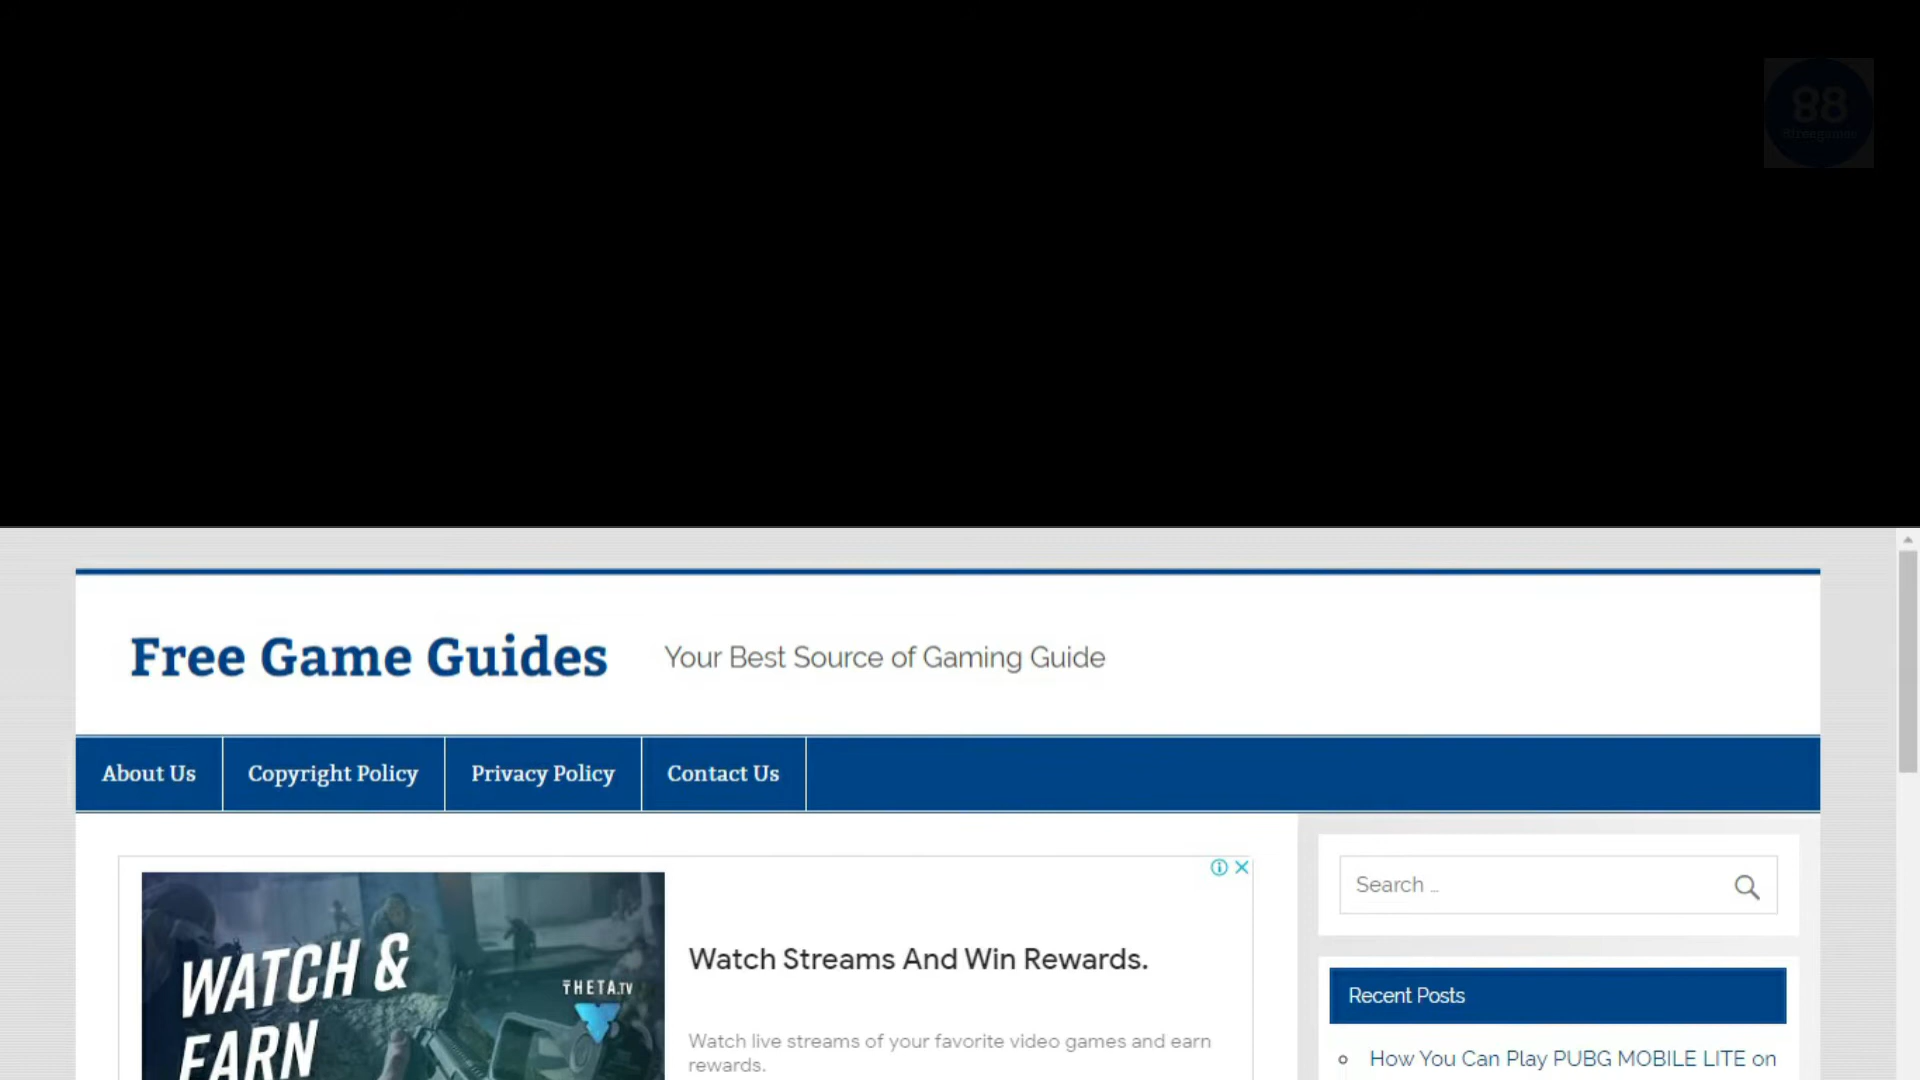 88
Free Game Guides
Your Best Source of Gaming Guide
About Us
Copyright Policy
Privacy Policy
Contact Us
Search ...
WATCH &
EARN
THETA.TV
Watch Streams And Win Rewards.
Watch live streams of your favorite video games and earn
rewards.
Recent Posts
How You Can Play PUBG MOBILE LITE on